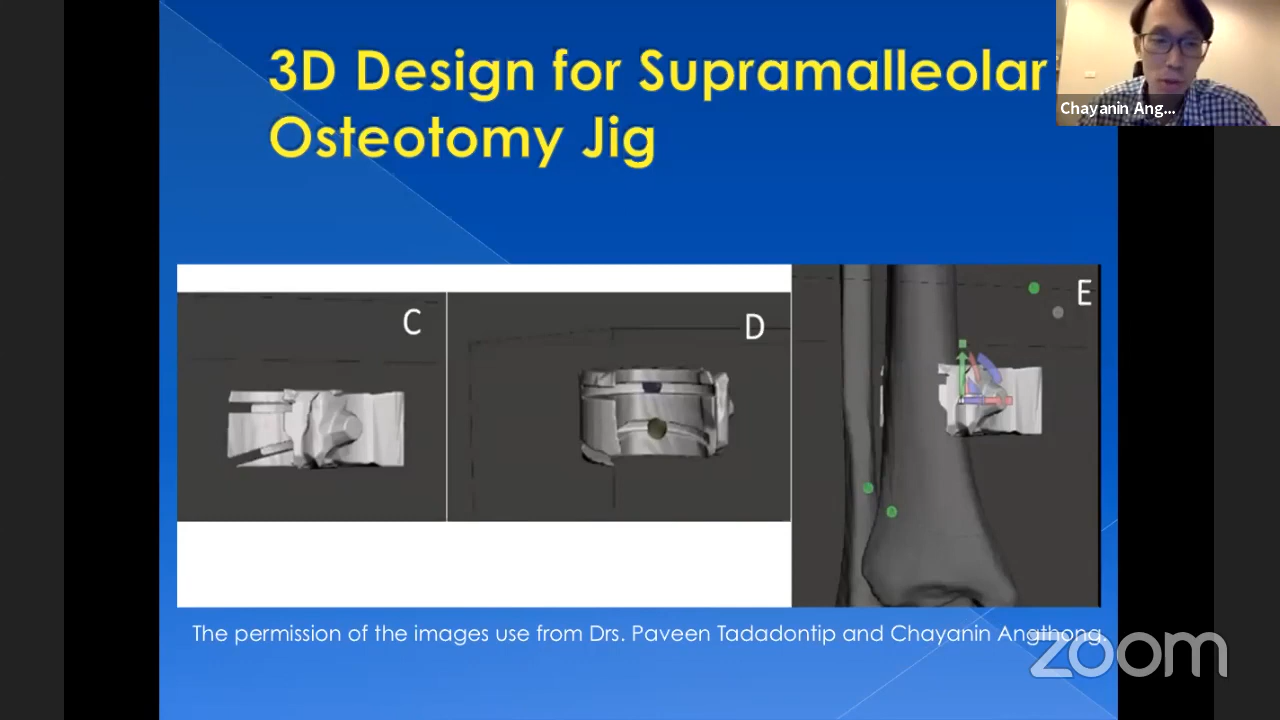 3D Design for Supramalleolar
Osteotomy Jig
Chayanin Ang...
C
D
E
The permission of the images use from Drs. Paveen Tadadontip and Chayanin Angthong.
zoom